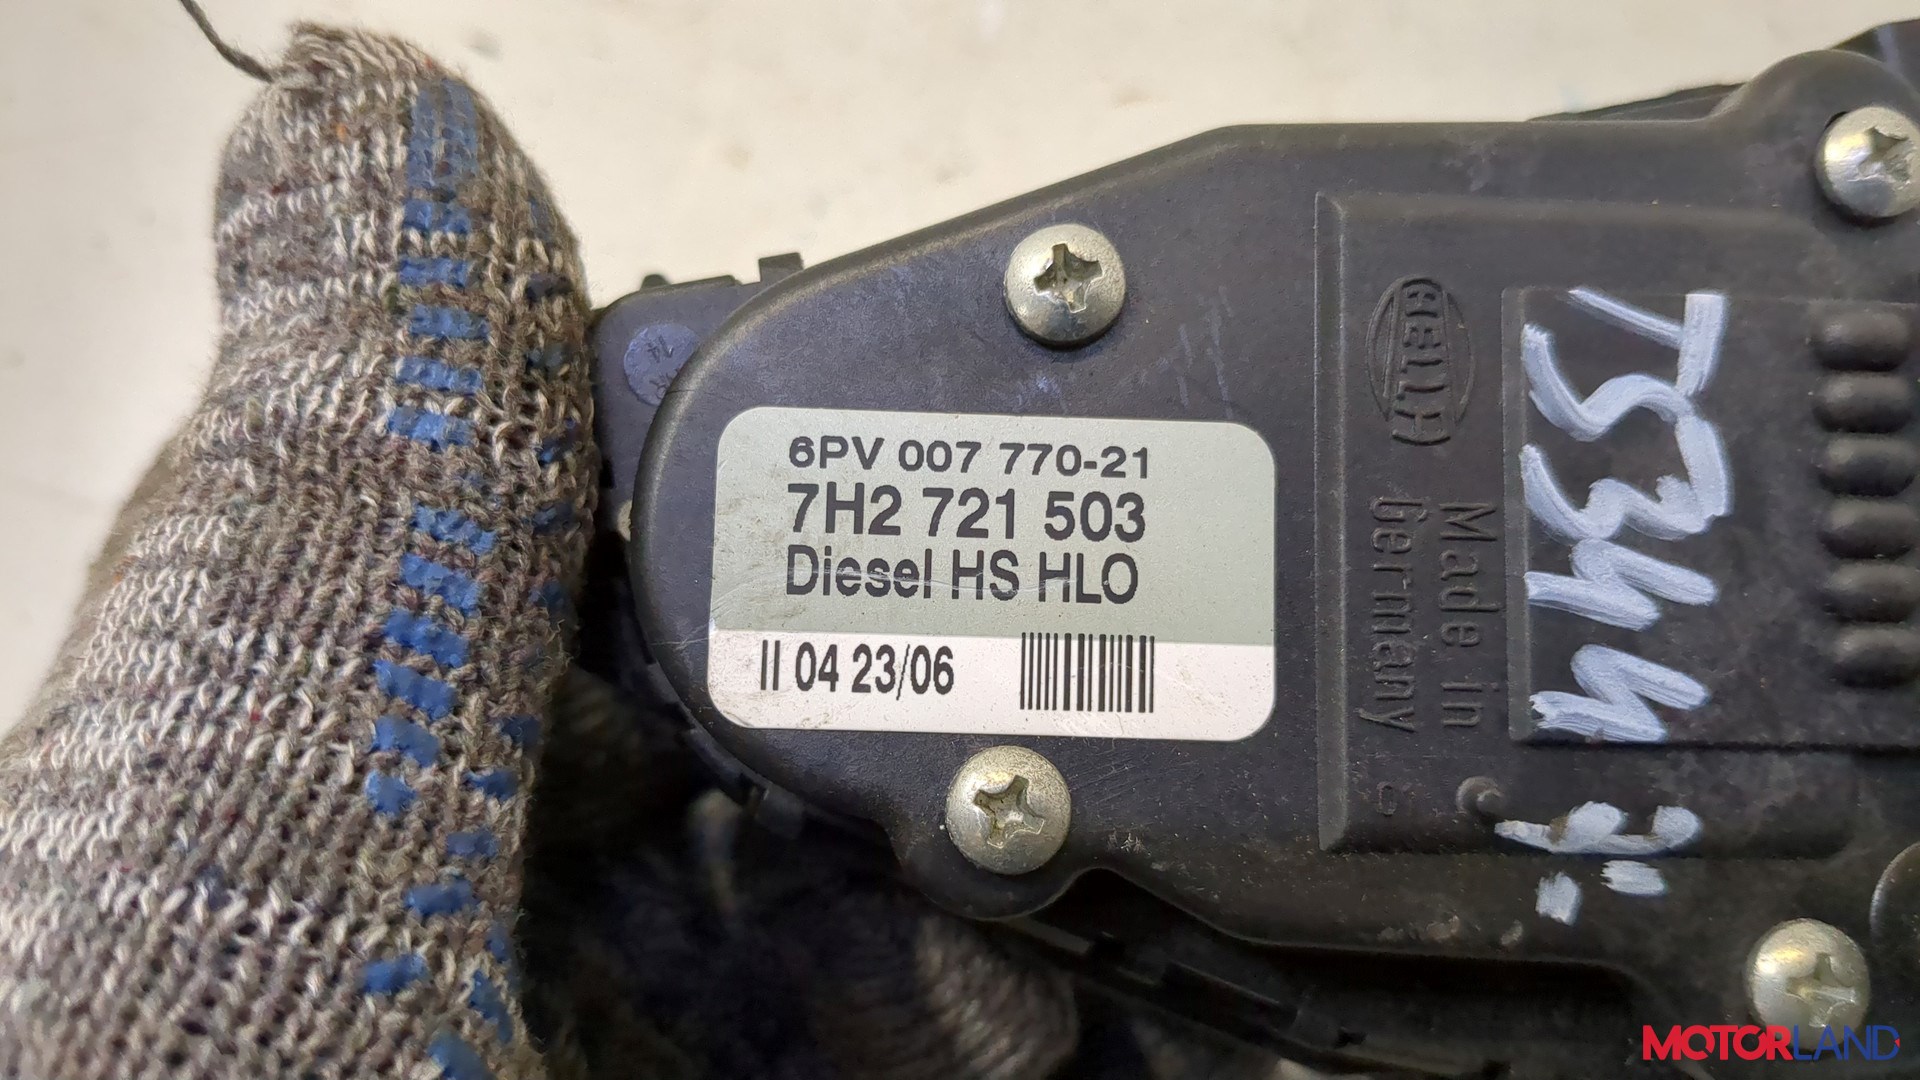 6PV 007 770-21
7H2 721 503
Diesel HS HLO
II 04 23/06
HELLA
Made in
Germany
T5344
MOTORLAND